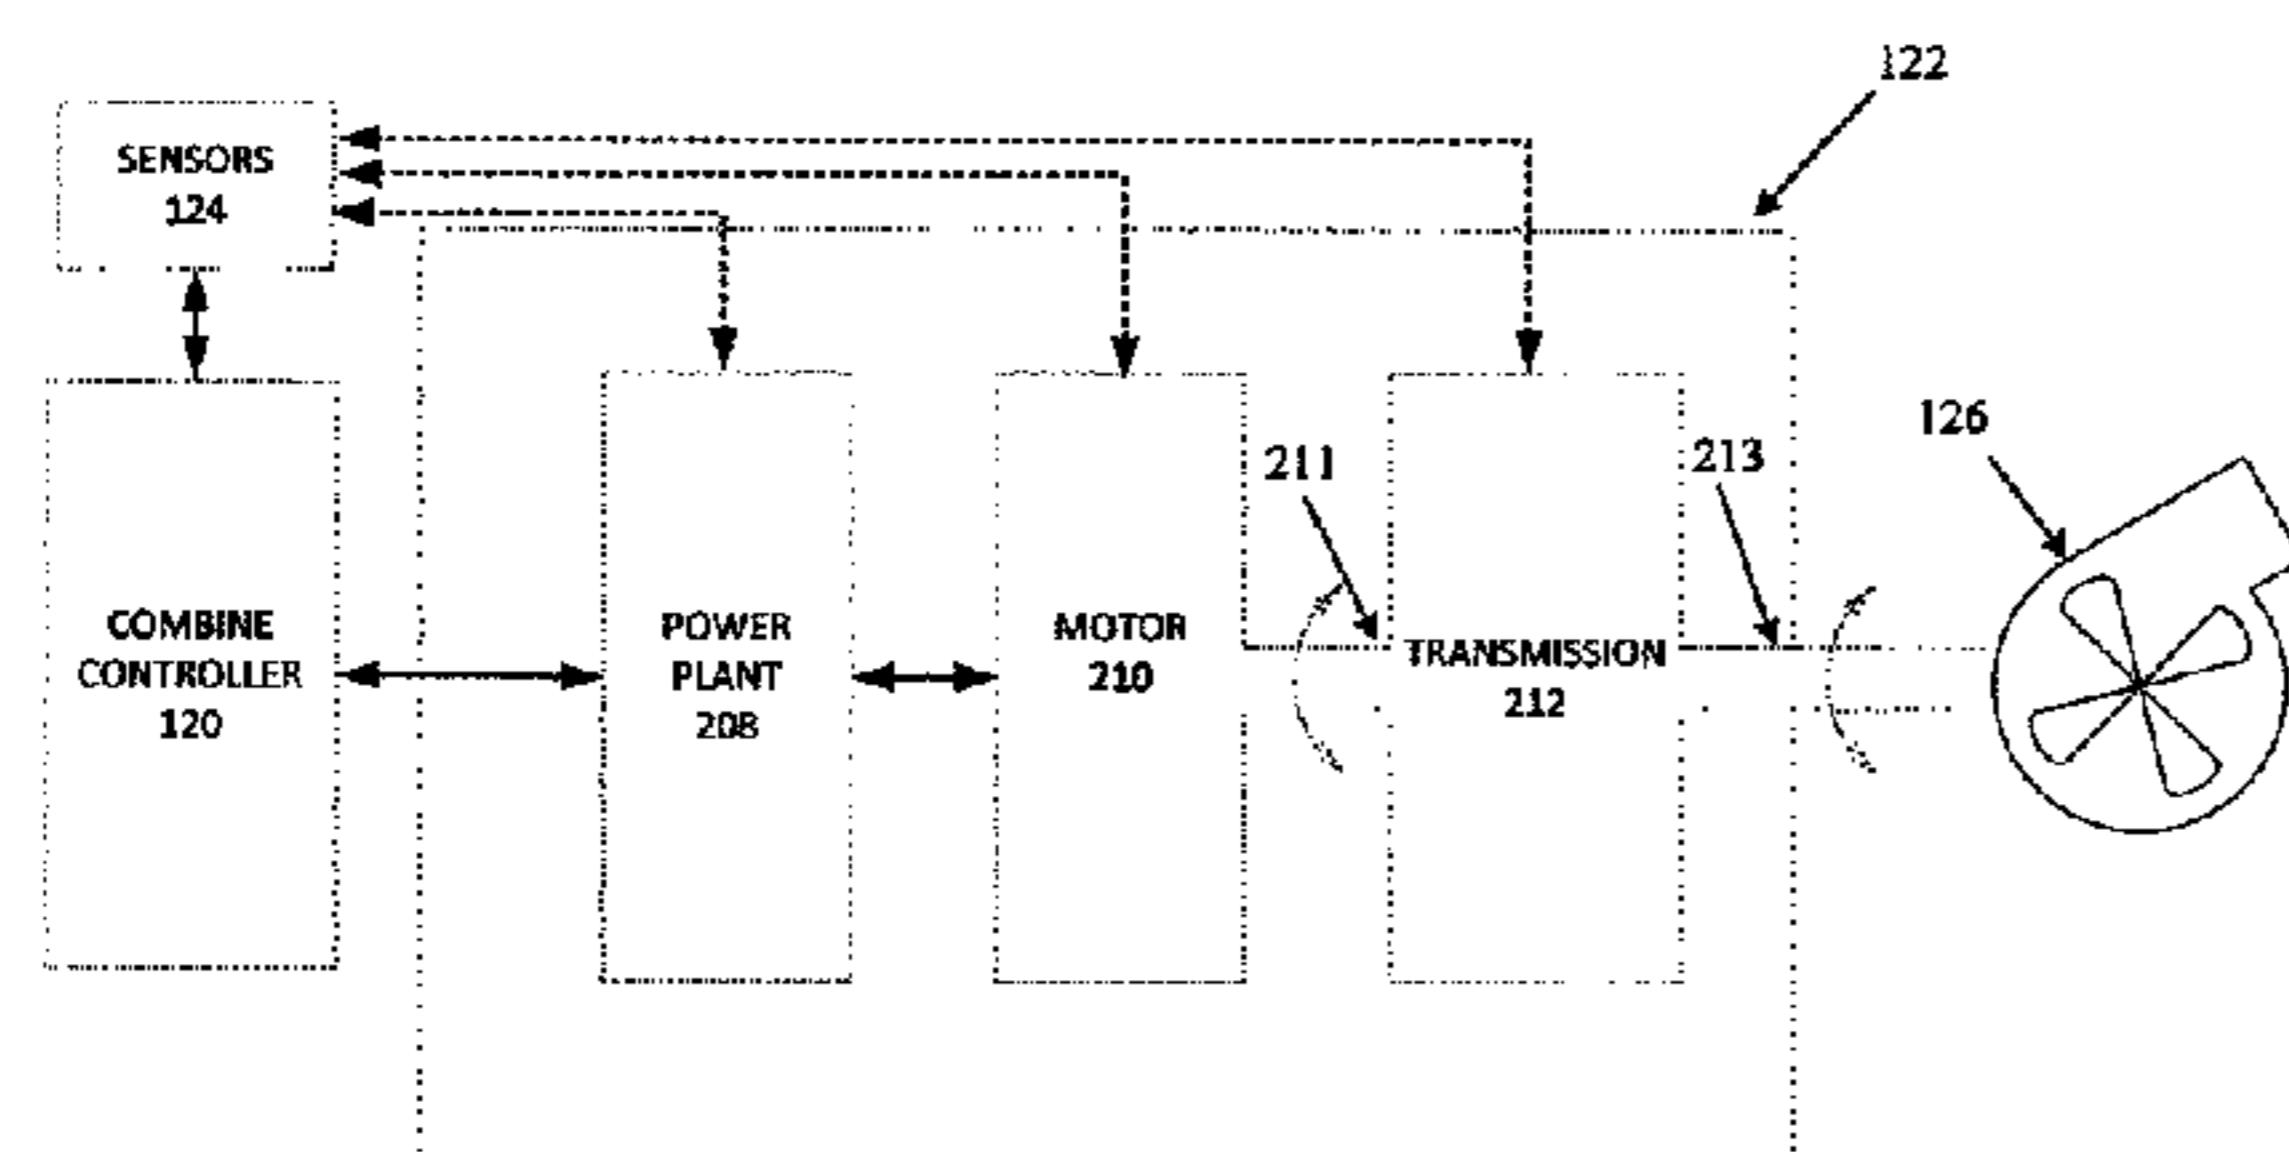 122
SENSORS
124
126
211
213
COMBINE
CONTROLLER
120
POWER
PLANT
208
MOTOR
210
TRANSMISSION
212